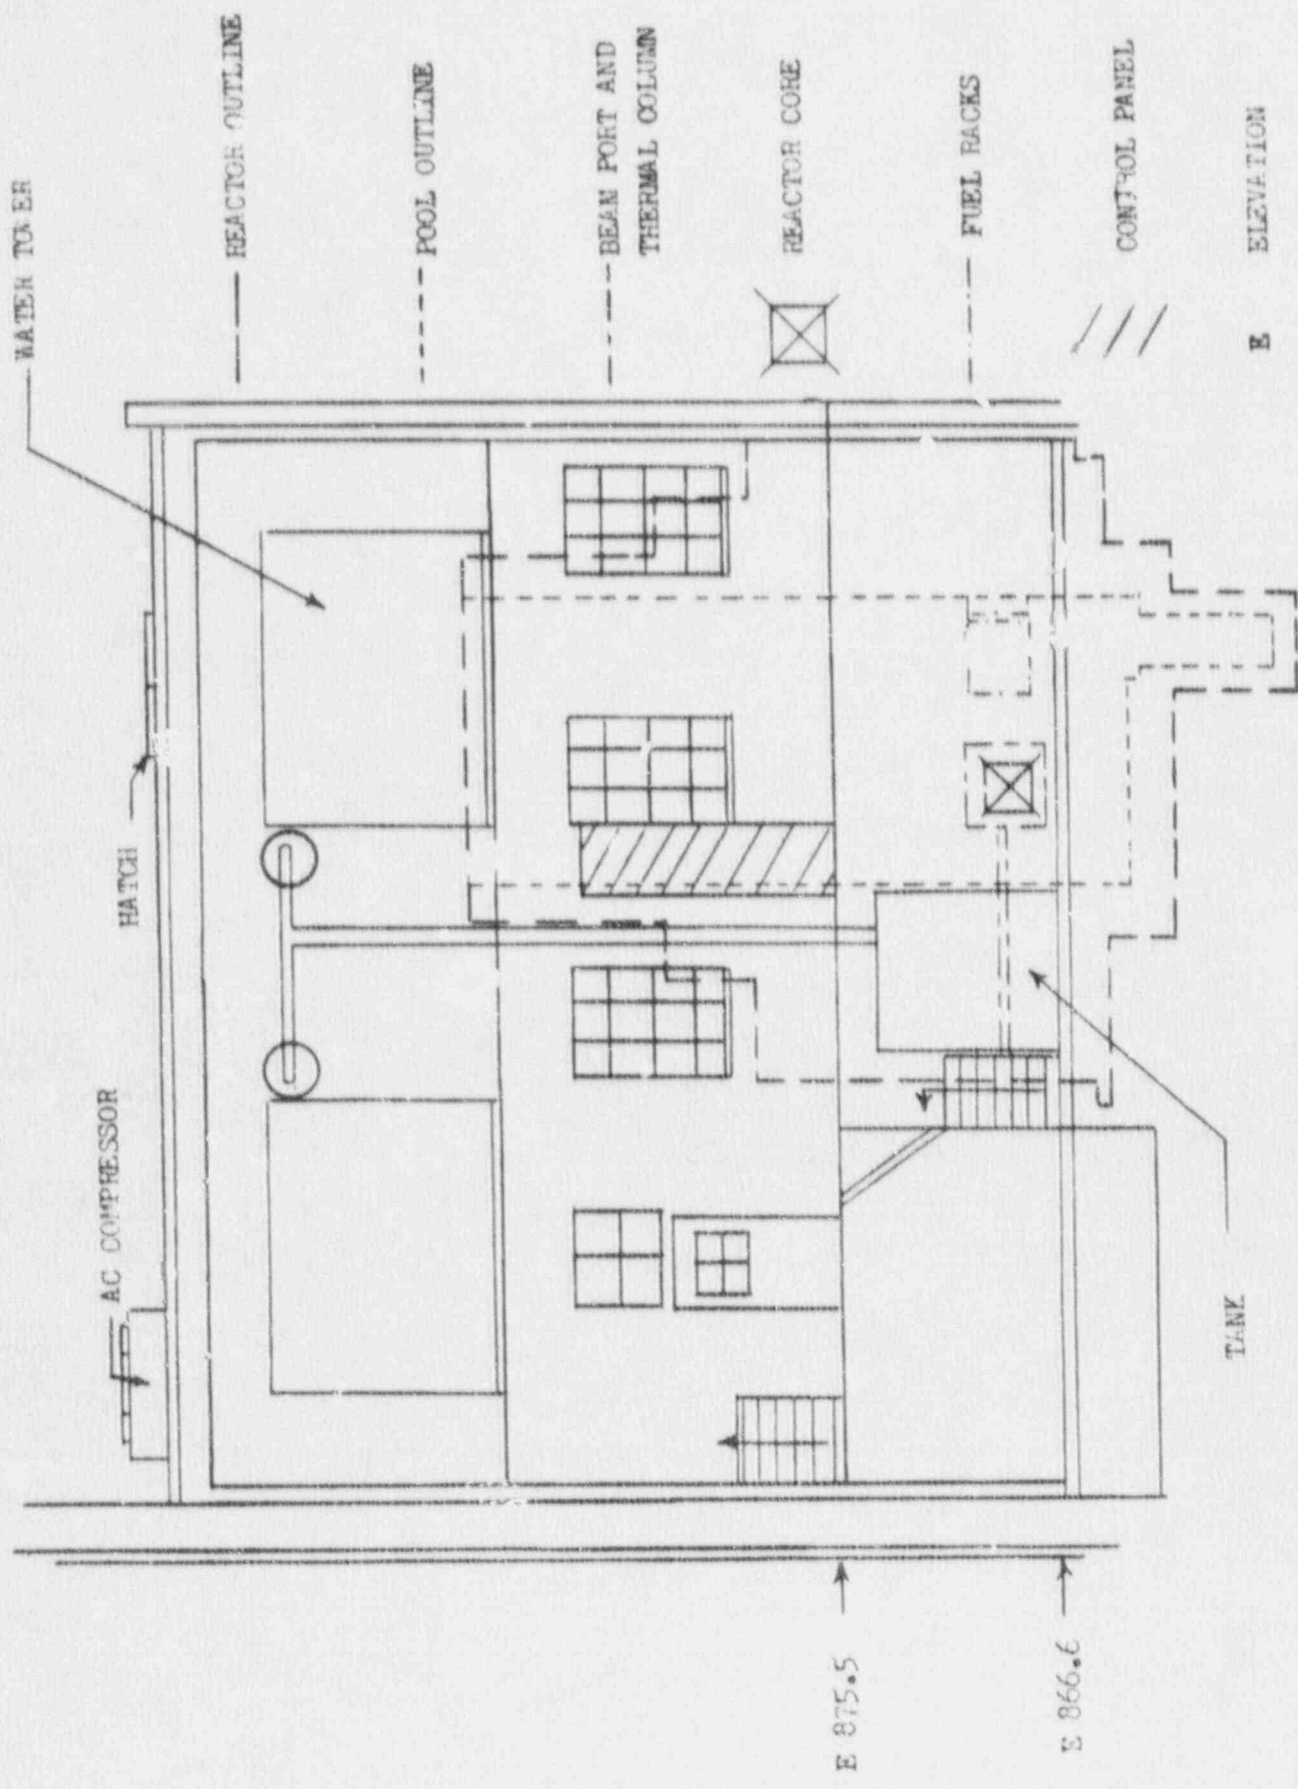 WATER TOWER
HATCH
AC COMPRESSOR
TANK
E 875.5
E 866.6
REACTOR OUTLINE
POOL OUTLINE
BEAM PORT AND
THERMAL COLUMN
REACTOR CORE
FUEL RACKS
CONTROL PANEL
E ELEVATION